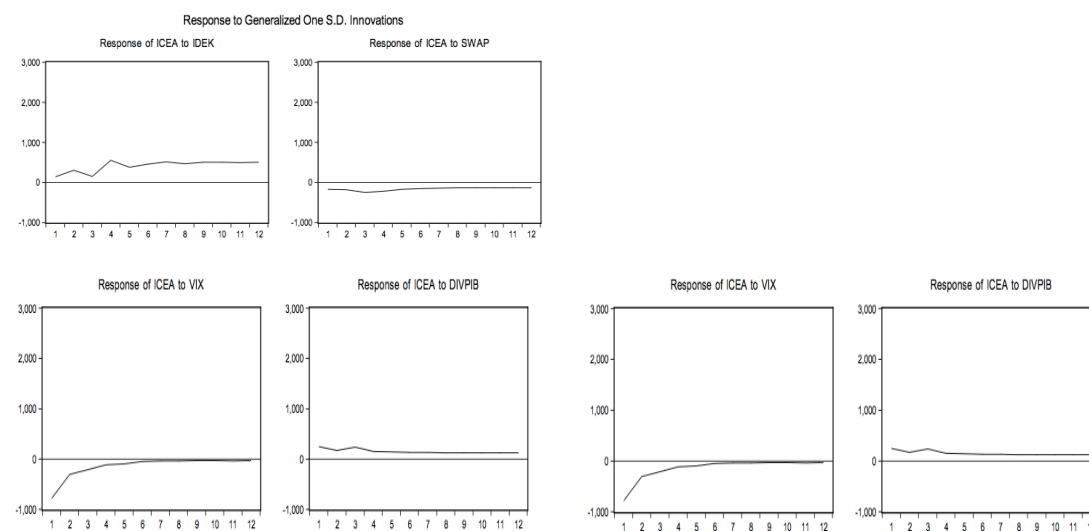 Response to Generalized One S.D. Innovations
Response of ICEA to IDEK
Response of ICEA to SWAP
3,000
2,000
1,000
0
-1,000
1 2 3 4 5 6 7 8 9 10 11 12
3,000
2,000
1,000
0
-1,000
1 2 3 4 5 6 7 8 9 10 11 12
Response of ICEA to VIX
Response of ICEA to DIVPIB
Response of ICEA to VIX
Response of ICEA to DIVPIB
3,000
2,000
1,000
0
-1,000
1 2 3 4 5 6 7 8 9 10 11 12
3,000
2,000
1,000
0
-1,000
1 2 3 4 5 6 7 8 9 10 11 12
3,000
2,000
1,000
0
-1,000
1 2 3 4 5 6 7 8 9 10 11 12
3,000
2,000
1,000
0
-1,000
1 2 3 4 5 6 7 8 9 10 11